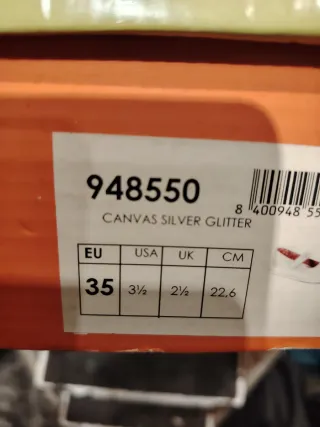 948550
8 400948 55
CANVAS SILVER GLITTER
EU USA UK CM
35 3½ 2½ 22,6